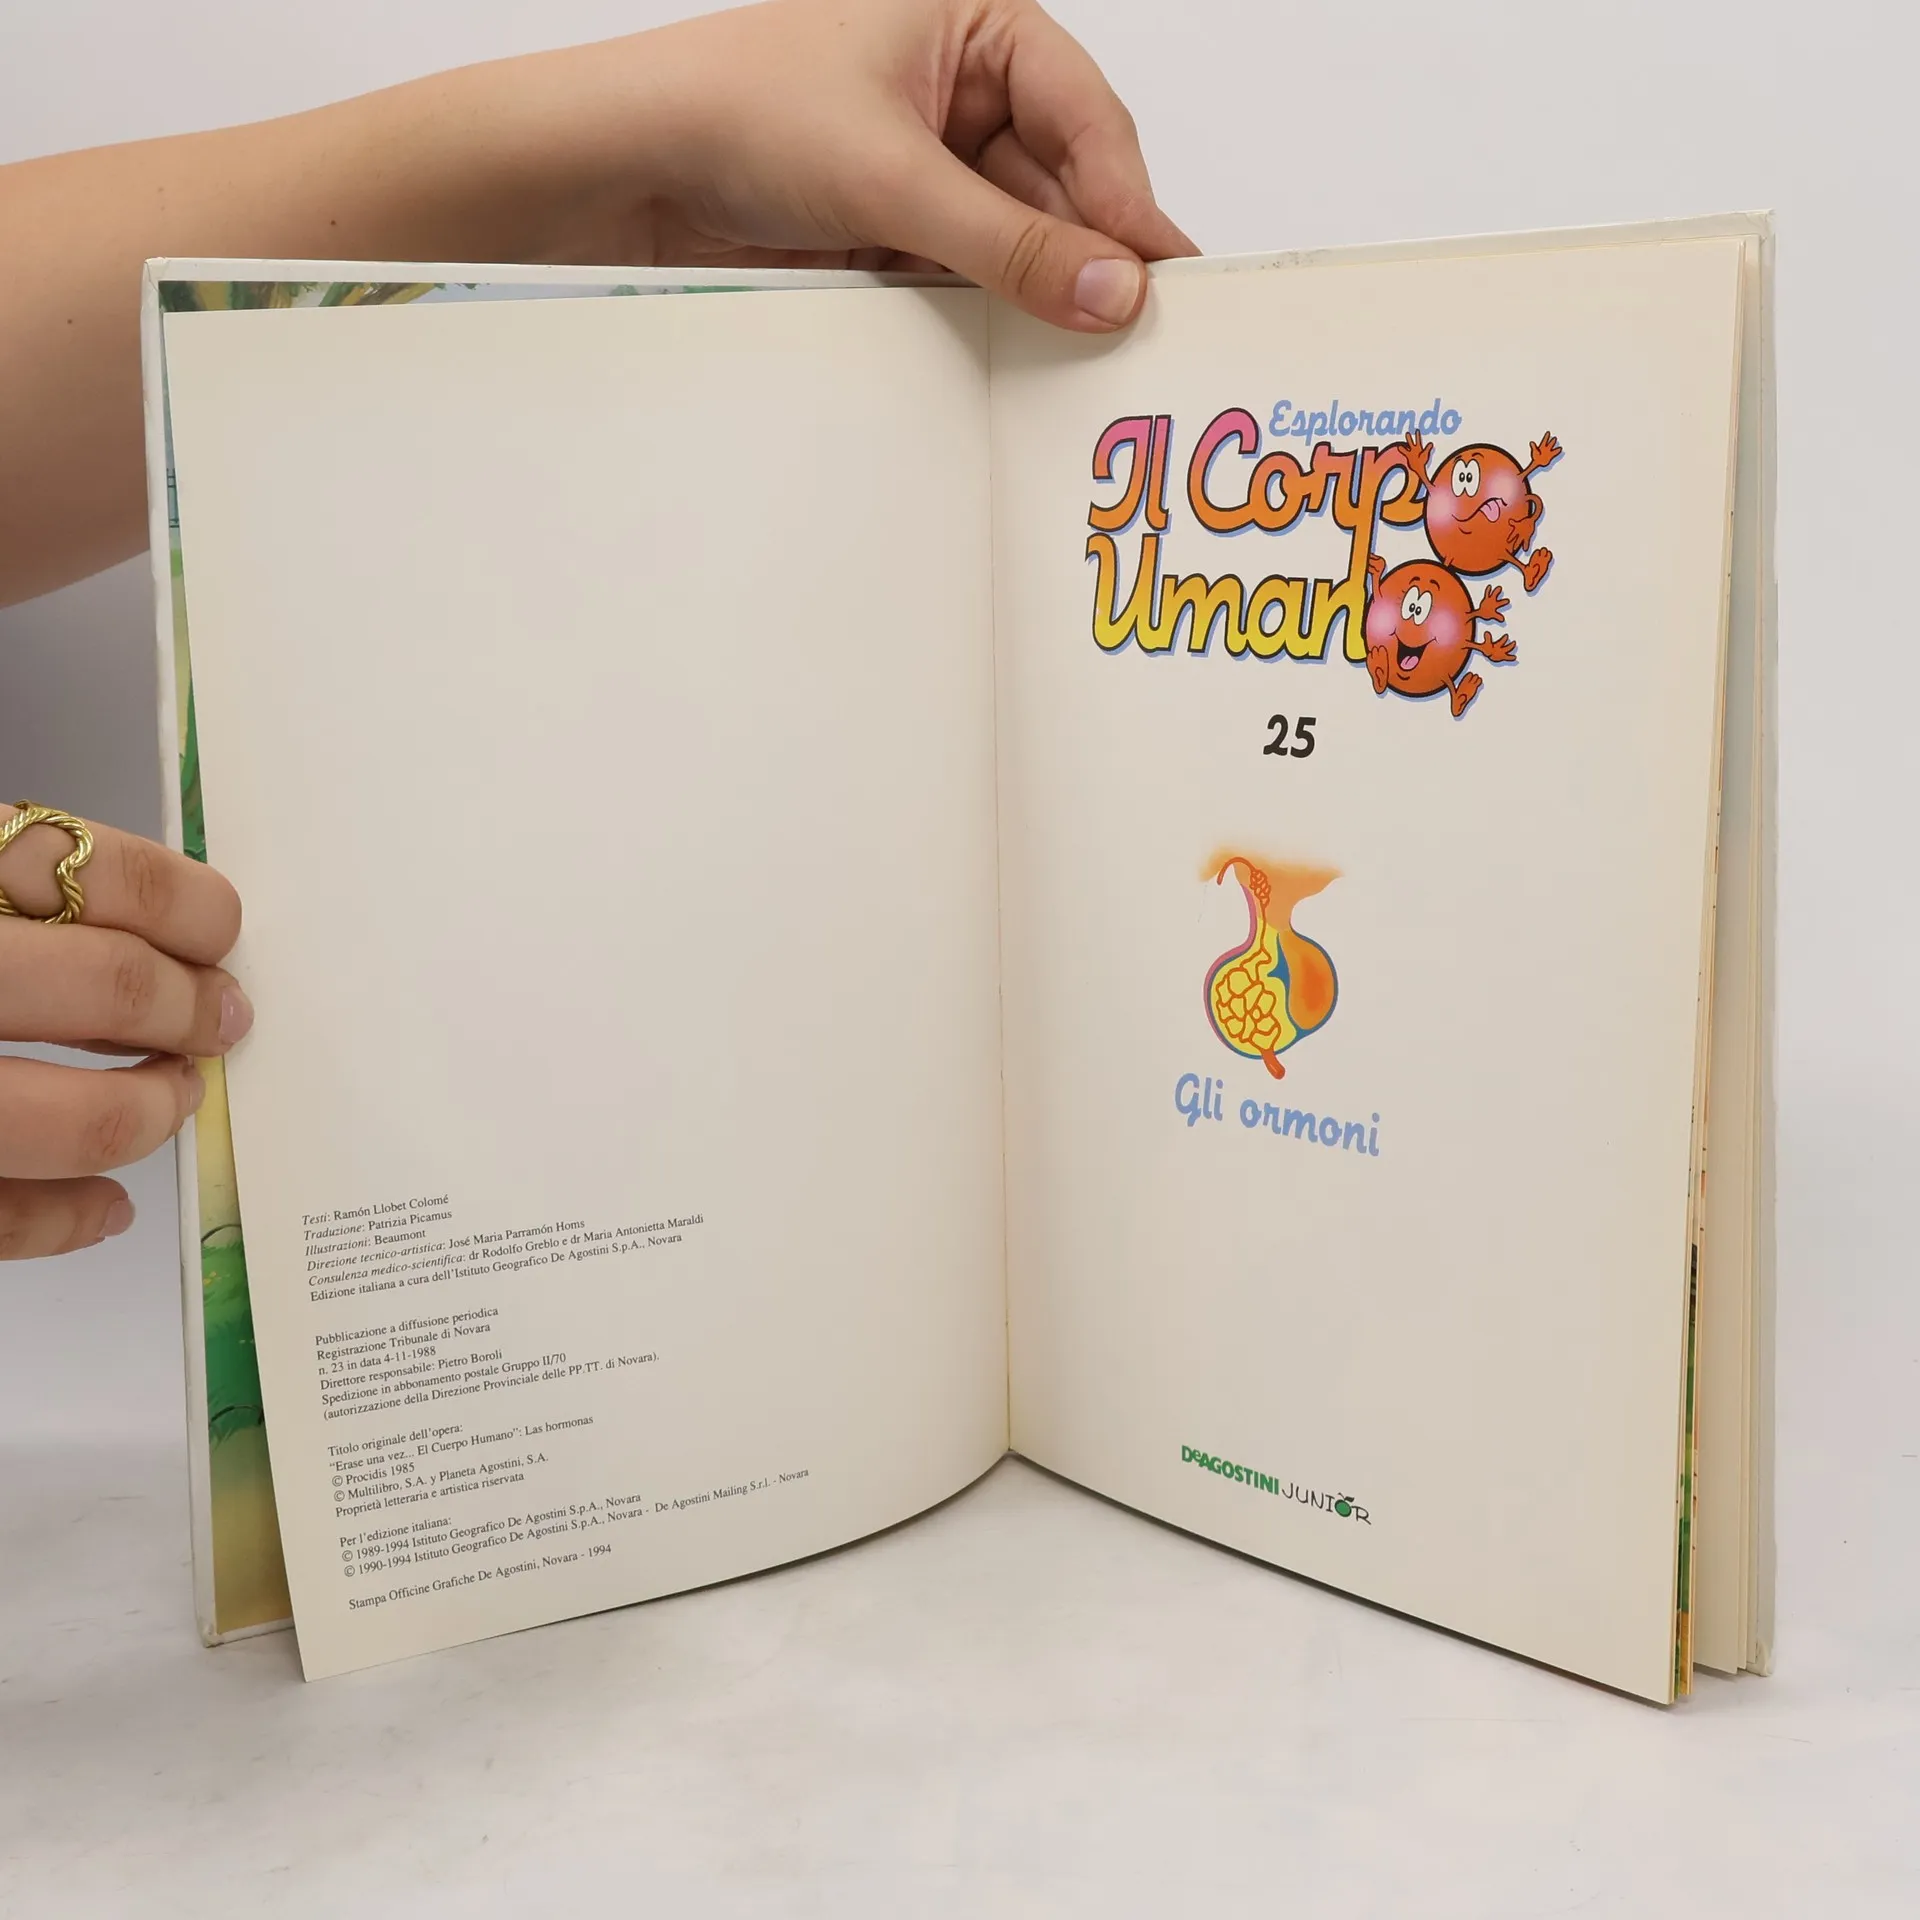 Testi: Ramón Llobet Colomé
Traduzione: Patrizia Picamus
Illustrazioni: Beaumont
Direzione tecnico-artistica: José Maria Parramón Homs
Consulenza medico-scientifica: dr Rodolfo Greblo e dr Maria Antonietta Maraldi
Edizione italiana a cura dell'Istituto Geografico De Agostini S.p.A., Novara
Pubblicazione a diffusione periodica
Registrazione Tribunale di Novara
n. 23 in data 4-11-1988
Direttore responsabile: Pietro Boroli
Spedizione in abbonamento postale Gruppo II/70
(autorizzazione della Direzione Provinciale delle PP.TT. di Novara).
Titolo originale dell'opera:
"Erase una vez... El Cuerpo Humano": Las hormonas
© Procidis 1985
© Multilibro, S.A. y Planeta Agostini, S.A.
Proprietà letteraria e artistica riservata
Per l'edizione italiana:
© 1989-1994 Istituto Geografico De Agostini S.p.A., Novara
© 1990-1994 Istituto Geografico De Agostini S.p.A., Novara - De Agostini Mailing S.r.l. - Novara
Stampa Officine Grafiche De Agostini, Novara - 1994
Esplorando
Il Corpo
Umano
25
Gli ormoni
DeAGOSTINI JUNIOR